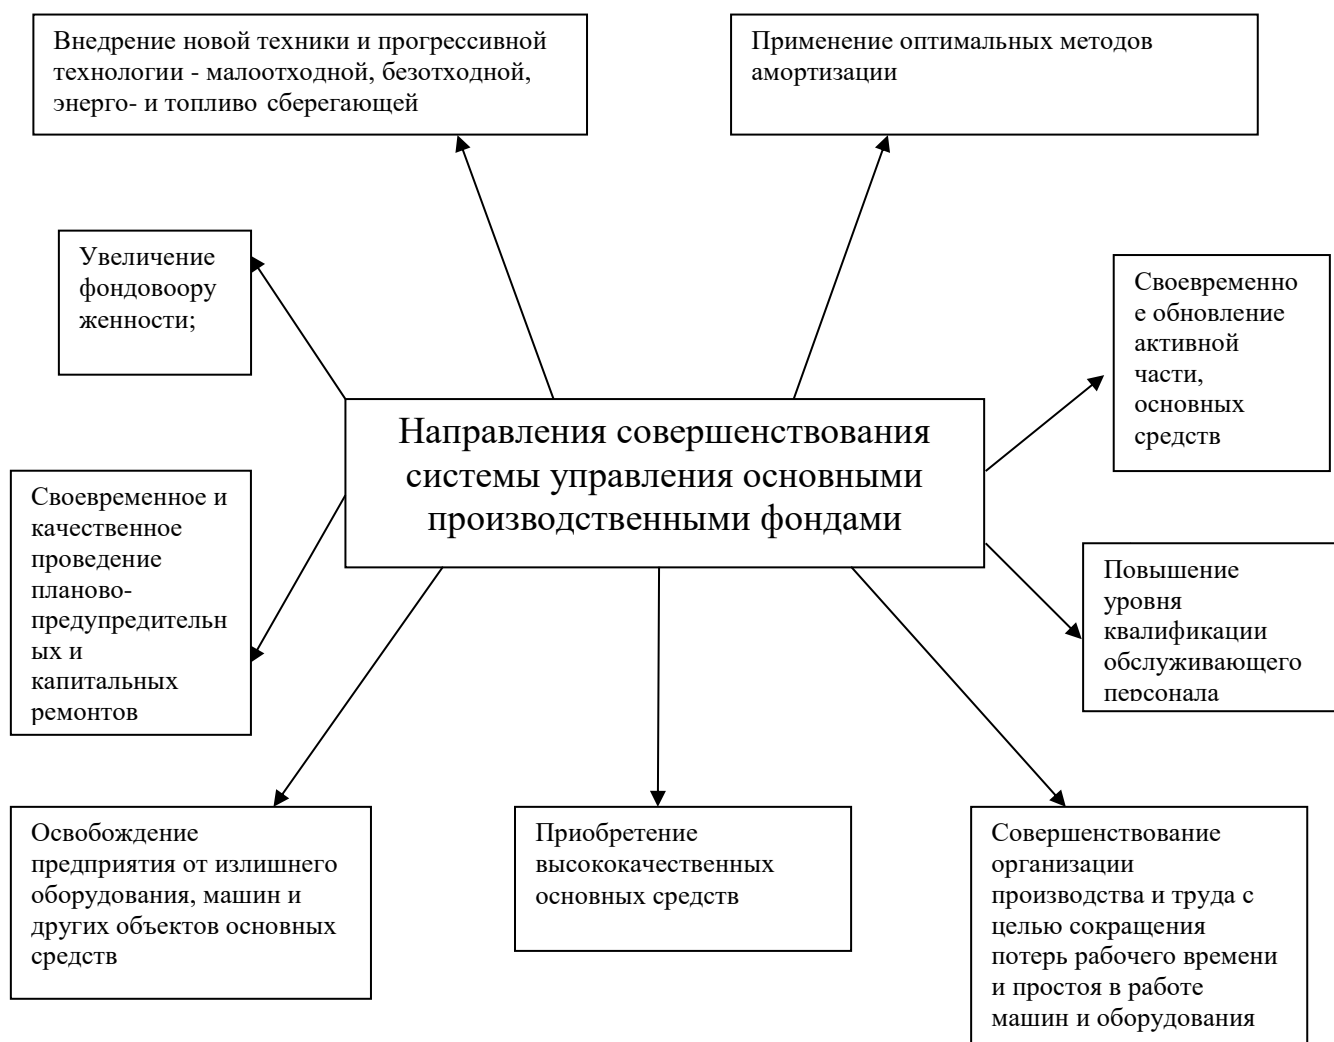 Внедрение новой техники и прогрессивной
технологии - малоотходной, безотходной,
энерго- и топливо сберегающей
Применение оптимальных методов
амортизации
Увеличение
фондовоору
женности;
Своевременно
е обновление
активной
части,
основных
средств
Направления совершенствования
системы управления основными
производственными фондами
Своевременное и
качественное
проведение
планово-
предупредительн
ых и
капитальных
ремонтов
Повышение
уровня
квалификации
обслуживающего
персонала
Освобождение
предприятия от излишнего
оборудования, машин и
других объектов основных
средств
Приобретение
высококачественных
основных средств
Совершенствование
организации
производства и труда с
целью сокращения
потерь рабочего времени
и простоя в работе
машин и оборудования